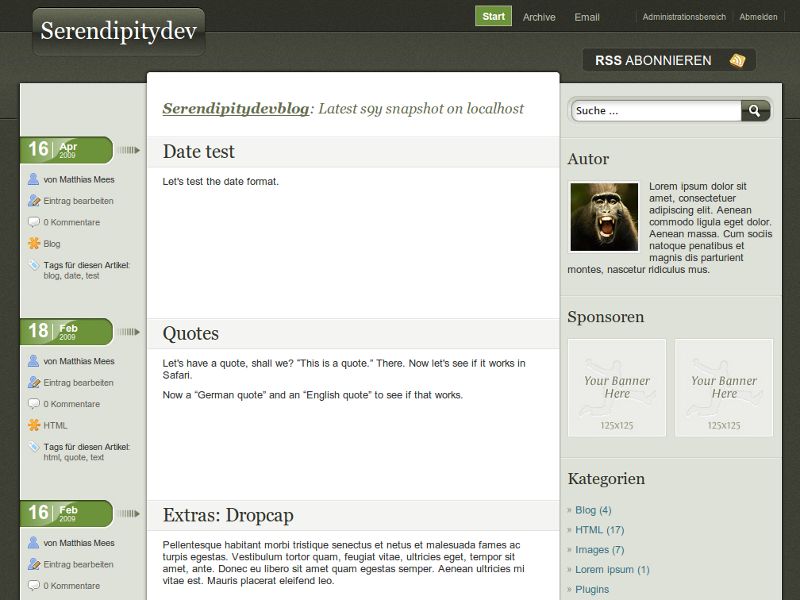 Serendipitydev
Start Archive Email Administrationsbereich Abmelden
RSS ABONNIEREN
Serendipitydevblog: Latest s9y snapshot on localhost
16 Apr 2009
von Matthias Mees
Eintrag bearbeiten
0 Kommentare
Blog
Tags für diesen Artikel:
blog, date, test
Date test
Let's test the date format.
18 Feb 2009
von Matthias Mees
Eintrag bearbeiten
0 Kommentare
HTML
Tags für diesen Artikel:
html, quote, text
Quotes
Let's have a quote, shall we? "This is a quote." There. Now let's see if it works in
Safari.
Now a "German quote" and an "English quote" to see if that works.
16 Feb 2009
von Matthias Mees
Eintrag bearbeiten
0 Kommentare
Extras: Dropcap
Pellentesque habitant morbi tristique senectus et netus et malesuada fames ac
turpis egestas. Vestibulum tortor quam, feugiat vitae, ultricies eget, tempor sit
amet, ante. Donec eu libero sit amet quam egestas semper. Aenean ultricies mi
vitae est. Mauris placerat eleifend leo.
Suche ...
Autor
Lorem ipsum dolor sit
amet, consectetuer
adipiscing elit. Aenean
commodo ligula eget dolor.
Aenean massa. Cum sociis
natoque penatibus et
magnis dis parturient
montes, nascetur ridiculus mus.
Sponsoren
Your Banner
Here
125x125
Your Banner
Here
125x125
Kategorien
» Blog (4)
» HTML (17)
» Images (7)
» Lorem ipsum (1)
» Plugins